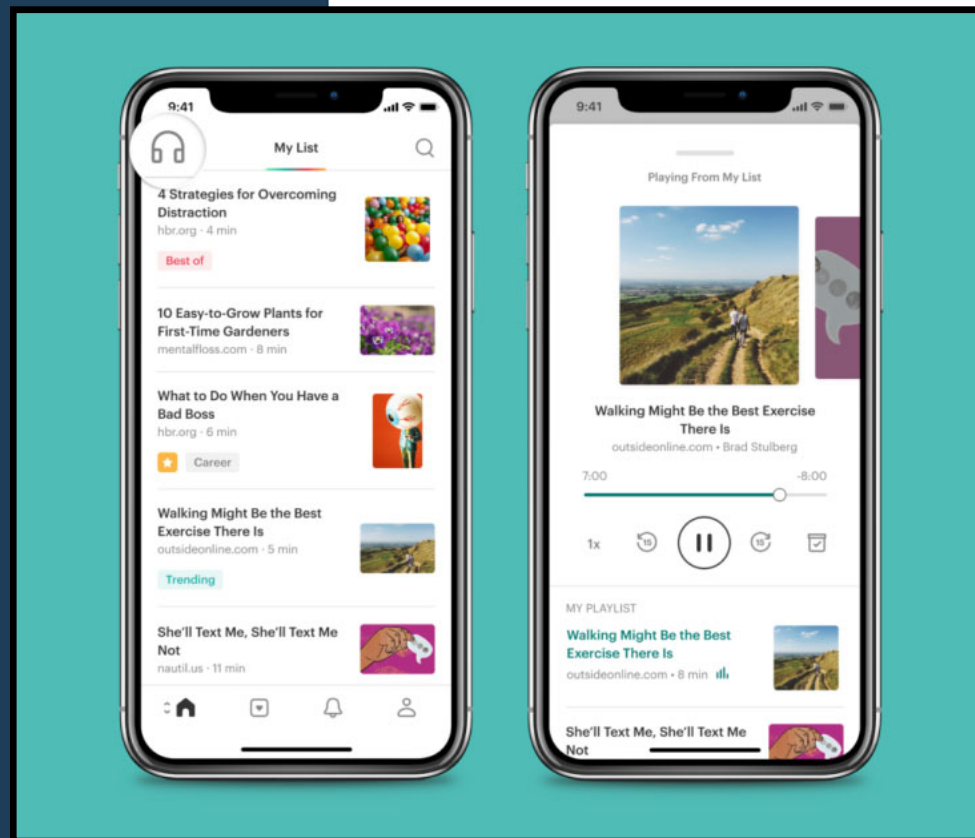 9:41
My List
4 Strategies for Overcoming
Distraction
hbr.org · 4 min
Best of
10 Easy-to-Grow Plants for
First-Time Gardeners
mentalfloss.com · 8 min
What to Do When You Have a
Bad Boss
hbr.org · 6 min
Career
Walking Might Be the Best
Exercise There Is
outsideonline.com · 5 min
Trending
She'll Text Me, She'll Text Me
Not
nautil.us · 11 min
9:41
Playing From My List
Walking Might Be the Best Exercise
There Is
outsideonline.com • Brad Stulberg
7:00 -8:00
1x 15 15
MY PLAYLIST
Walking Might Be the Best
Exercise There Is
outsideonline.com • 8 min
She'll Text Me, She'll Text Me
Not